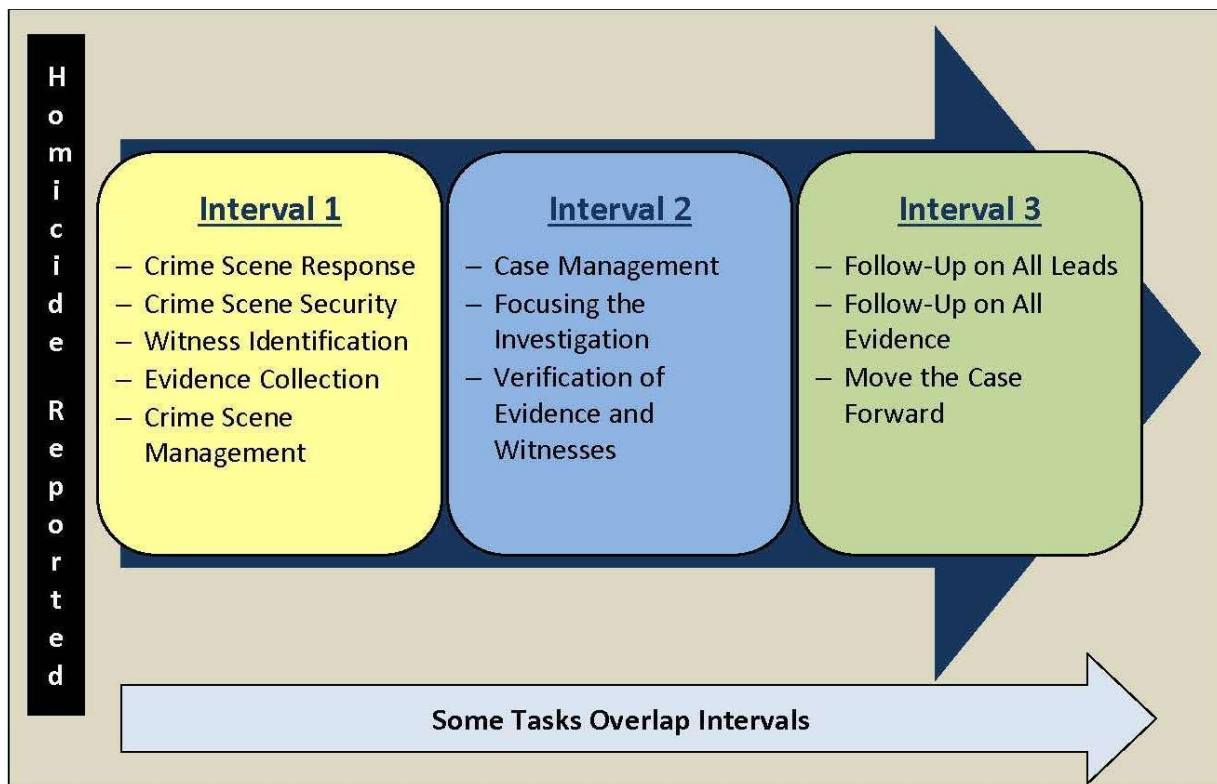 Homicide Reported
Interval 1
– Crime Scene Response
– Crime Scene Security
– Witness Identification
– Evidence Collection
– Crime Scene
Management
Interval 2
– Case Management
– Focusing the
Investigation
– Verification of
Evidence and
Witnesses
Interval 3
– Follow-Up on All Leads
– Follow-Up on All
Evidence
– Move the Case
Forward
Some Tasks Overlap Intervals